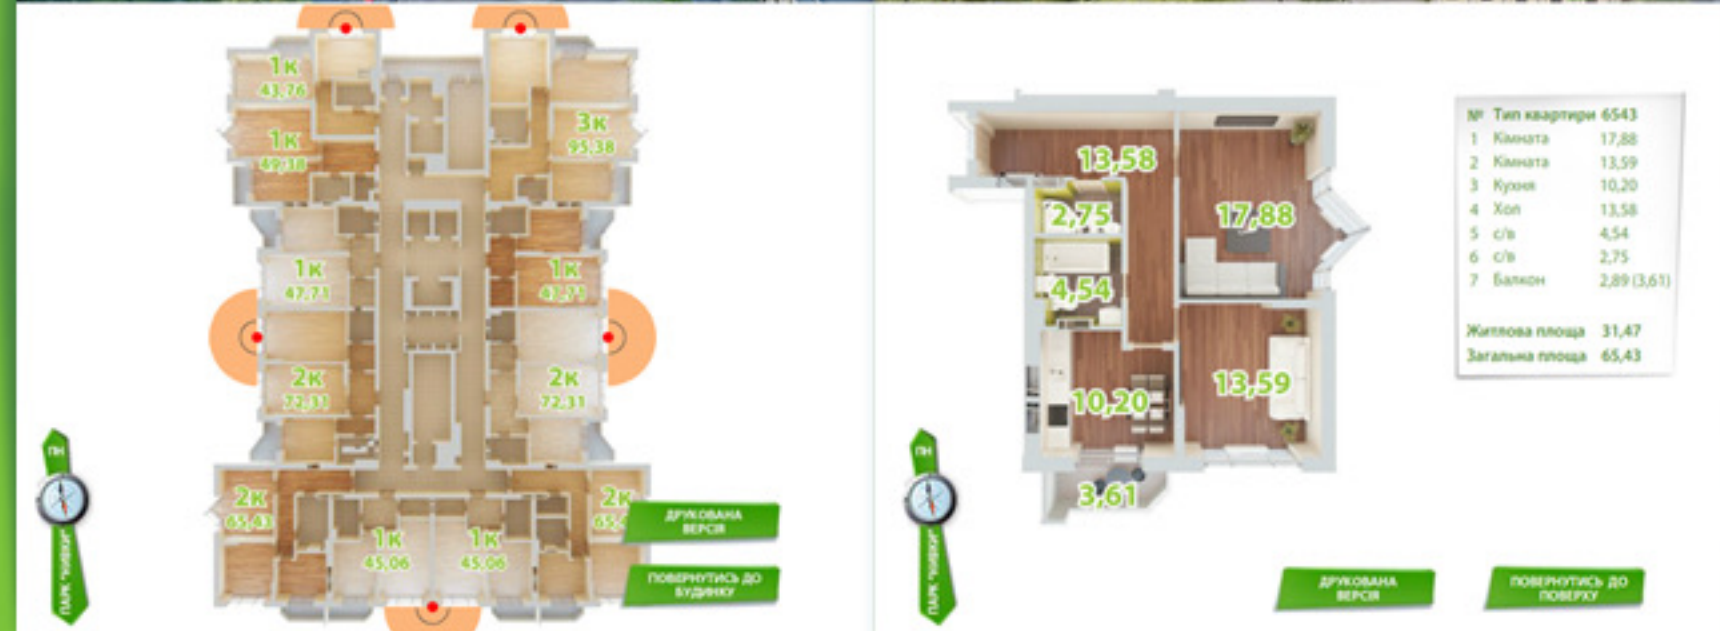 1к
43,76
1к
49,38
3к
95,38
1к
47,71
1к
47,71
2к
72,31
2к
72,31
2к
65,43
2к
1к
45,06
1к
45,06
ПН
ПАРК "НИВКИ"
ДРУКОВАНА
ВЕРСІЯ
ПОВЕРНУТИСЬ ДО
БУДИНКУ
13,58
2,75
17,88
4,54
10,20
13,59
3,61
ПН
ПАРК "НИВКИ"
№ Тип квартири 6543
1 Кімната 17,88
2 Кімната 13,59
3 Кухня 10,20
4 Хол 13,58
5 с/в 4,54
6 с/в 2,75
7 Балкон 2,89 (3,61)
Житлова площа 31,47
Загальна площа 65,43
ДРУКОВАНА
ВЕРСІЯ
ПОВЕРНУТИСЬ ДО
ПОВЕРХУ